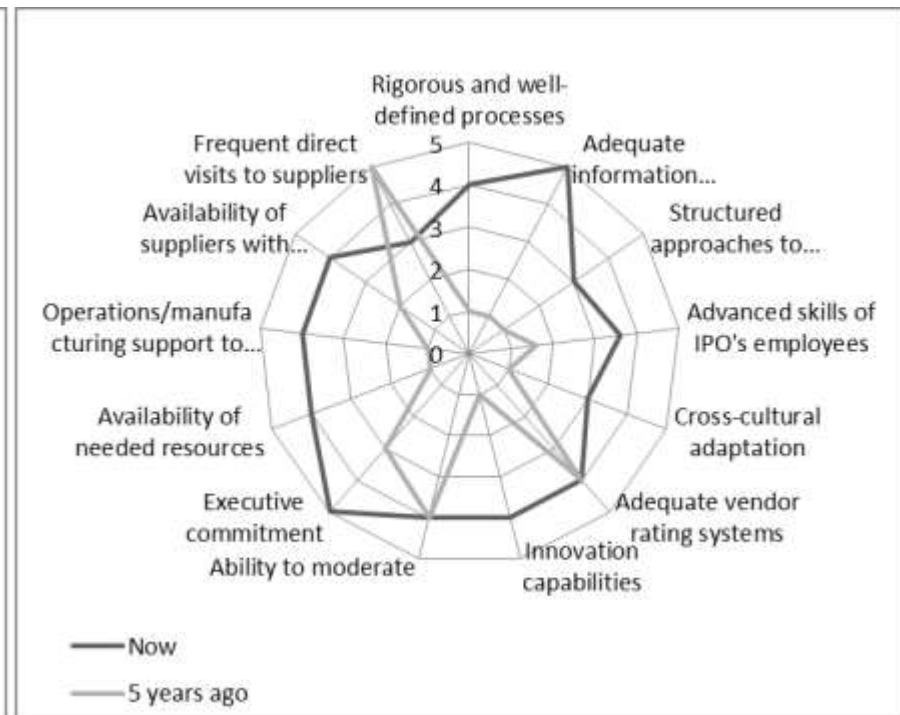 Rigorous and well-
defined processes
Adequate
information...
Structured
approaches to...
Advanced skills of
IPO's employees
Cross-cultural
adaptation
Adequate vendor
rating systems
Innovation
capabilities
Ability to moderate
Executive
commitment
Availability of
needed resources
Operations/manufa
cturing support to...
Availability of
suppliers with...
Frequent direct
visits to suppliers
5
4
3
2
1
0
Now
5 years ago